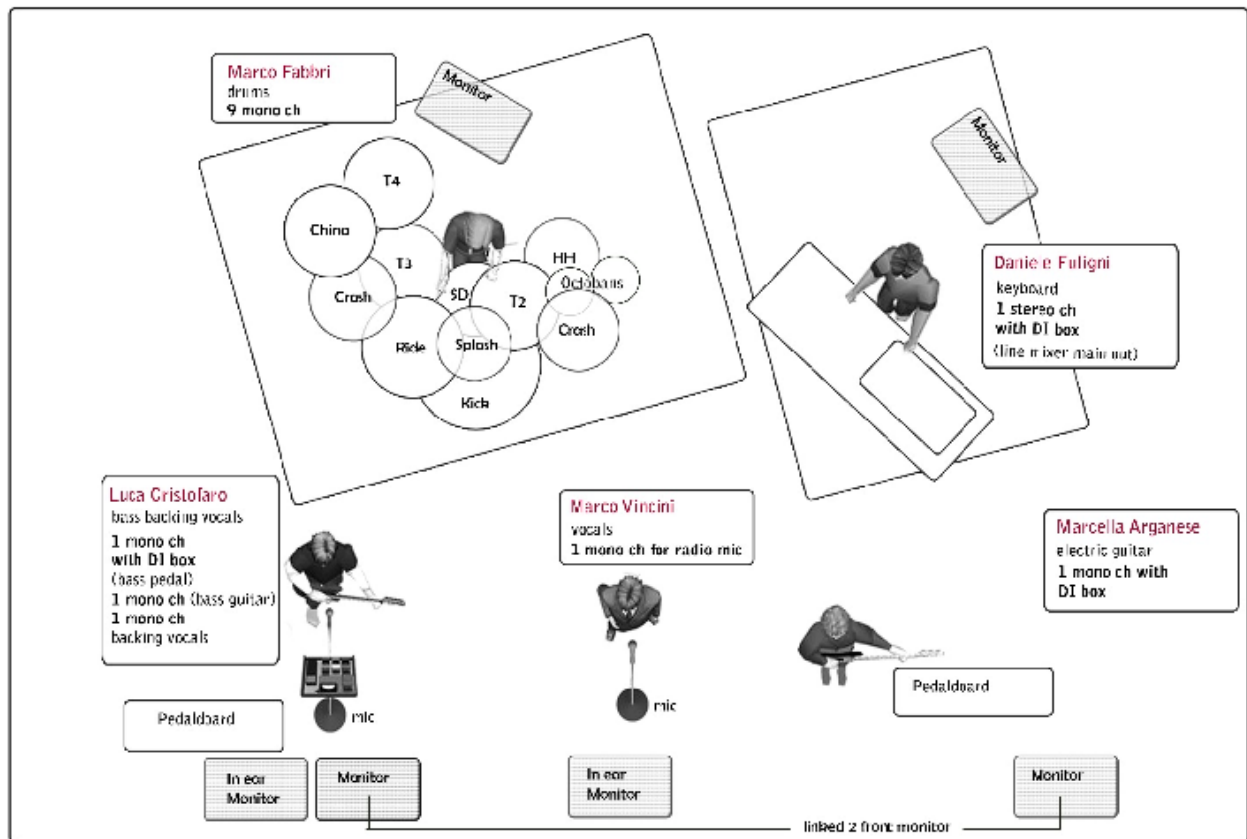 Marco Fabbri
drums
9 mono ch
Monitor
Monitor
T4
China
T3
HH
Octobans
Crash
SD
T2
Ride
Splash
Crash
Kick
Daniele Fuligni
keyboard
1 stereo ch
with DI box
(line mixer main out)
Luca Cristofaro
bass backing vocals
1 mono ch
with DI box
(bass pedal)
1 mono ch (bass guitar)
1 mono ch
backing vocals
Marco Vincini
vocals
1 mono ch for radio mic
Marcella Arganese
electric guitar
1 mono ch with
DI box
Pedalboard
mic
mic
Pedalboard
In ear
Monitor
Monitor
In ear
Monitor
Monitor
linked 2 front monitor